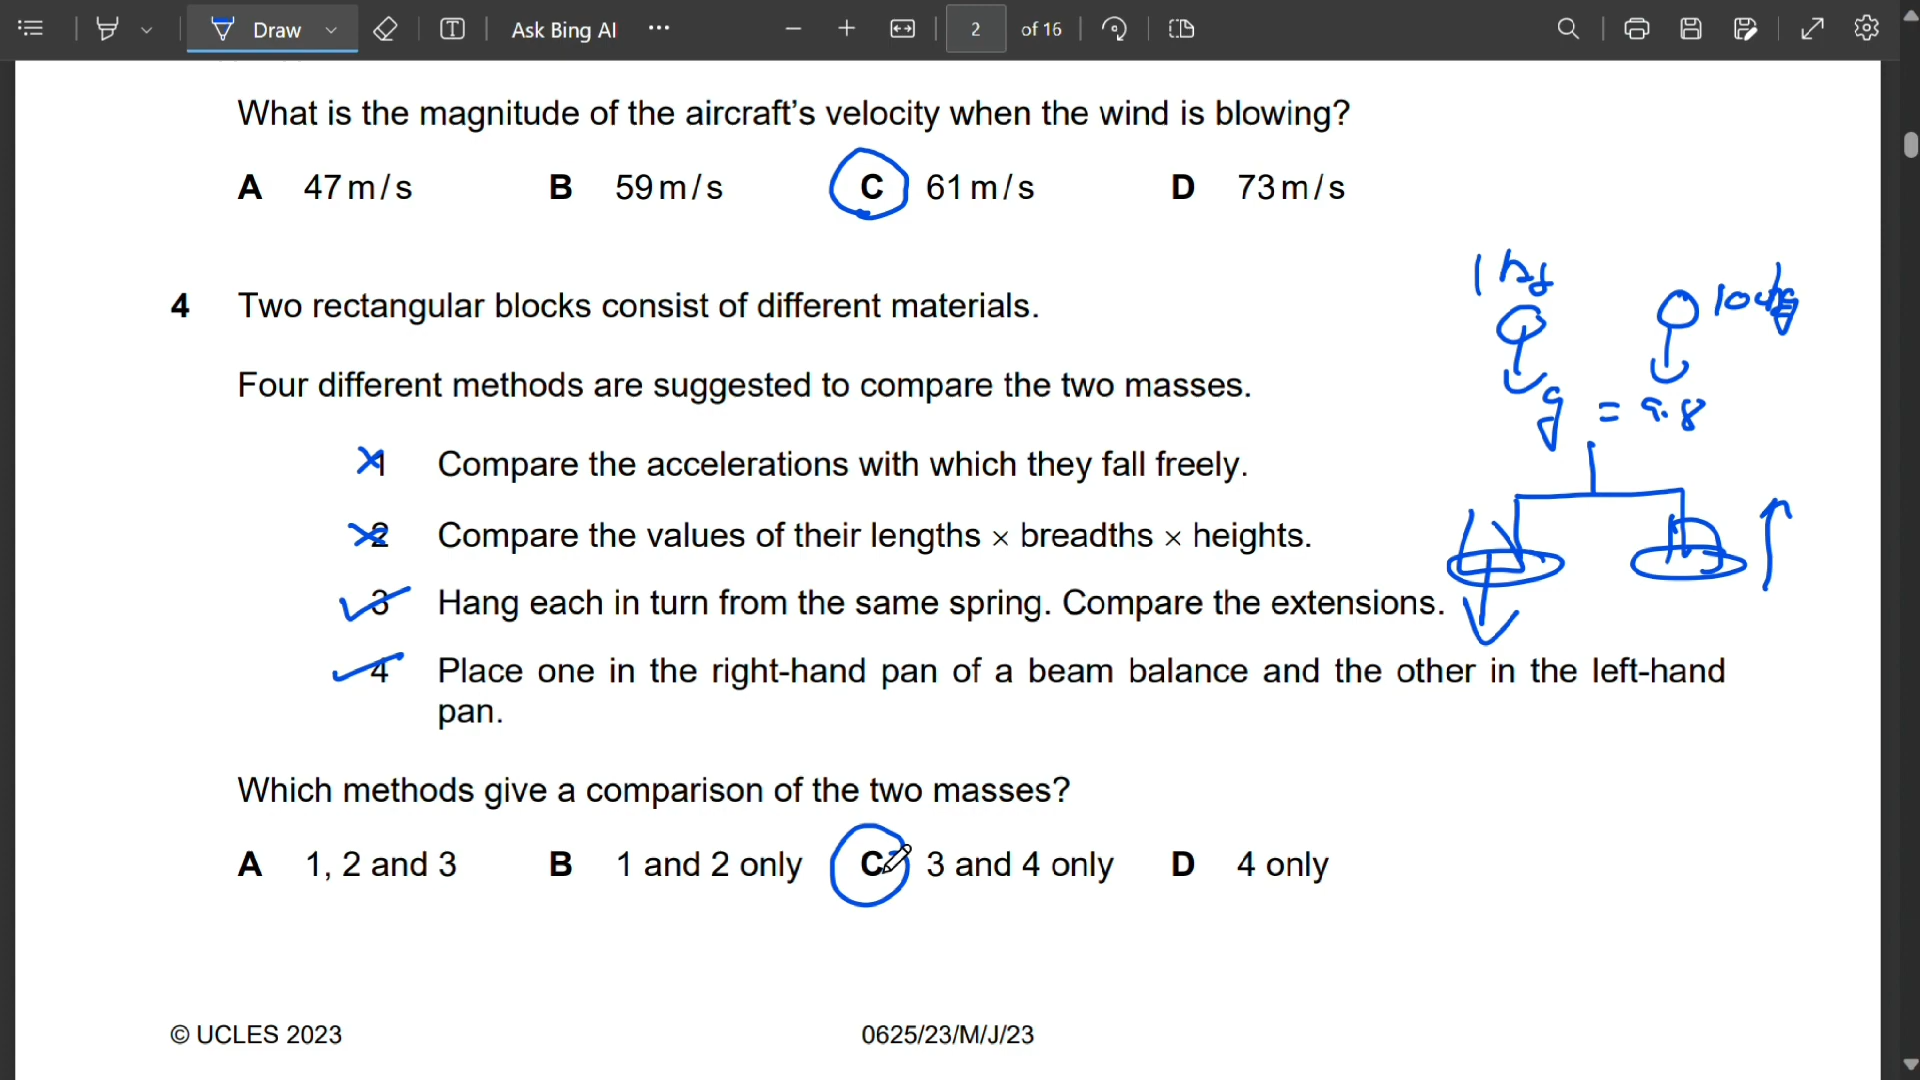 Draw Ask Bing AI 2 of 16
What is the magnitude of the aircraft's velocity when the wind is blowing?
A 47 m/s B 59 m/s C 61 m/s D 73 m/s
4 Two rectangular blocks consist of different materials.
Four different methods are suggested to compare the two masses.
1 Compare the accelerations with which they fall freely.
2 Compare the values of their lengths × breadths × heights.
3 Hang each in turn from the same spring. Compare the extensions.
4 Place one in the right-hand pan of a beam balance and the other in the left-hand
pan.
Which methods give a comparison of the two masses?
A 1, 2 and 3 B 1 and 2 only C 3 and 4 only D 4 only
g = 9.8
© UCLES 2023 0625/23/M/J/23